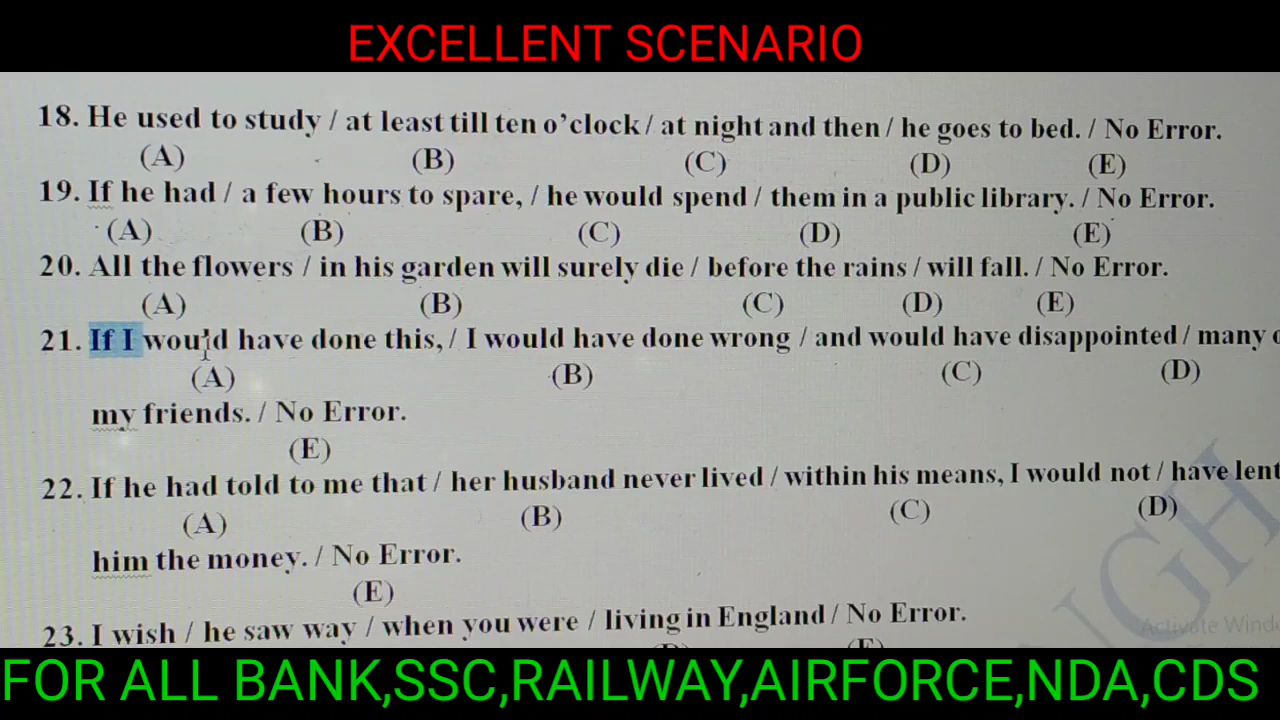 EXCELLENT SCENARIO
18. He used to study / at least till ten o’clock / at night and then / he goes to bed. / No Error.
(A) (B) (C) (D) (E)
19. If he had / a few hours to spare, / he would spend / them in a public library. / No Error.
(A) (B) (C) (D) (E)
20. All the flowers / in his garden will surely die / before the rains / will fall. / No Error.
(A) (B) (C) (D) (E)
21. If I would have done this, / I would have done wrong / and would have disappointed / many
(A) (B) (C) (D)
my friends. / No Error.
(E)
22. If he had told to me that / her husband never lived / within his means, I would not / have lent
(A) (B) (C) (D)
him the money. / No Error.
(E)
23. I wish / he saw way / when you were / living in England / No Error.
Activate Wind
FOR ALL BANK,SSC,RAILWAY,AIRFORCE,NDA,CDS